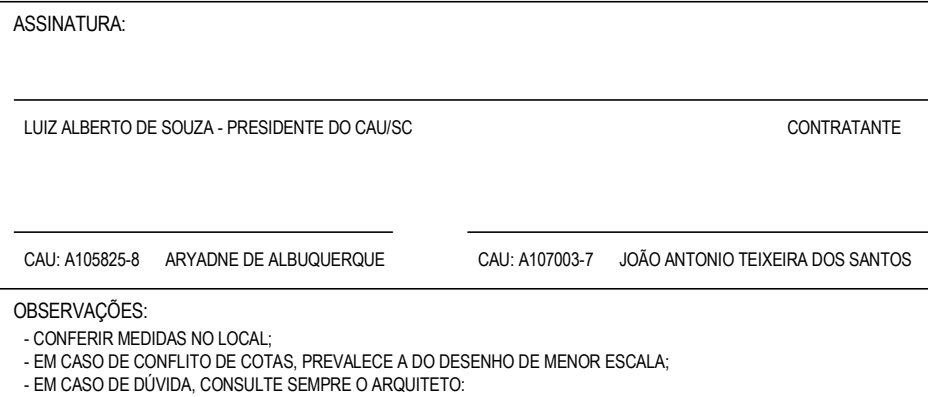 ASSINATURA:
LUIZ ALBERTO DE SOUZA - PRESIDENTE DO CAU/SC CONTRATANTE
CAU: A105825-8 ARYADNE DE ALBUQUERQUE CAU: A107003-7 JOÃO ANTONIO TEIXEIRA DOS SANTOS
OBSERVAÇÕES:
- CONFERIR MEDIDAS NO LOCAL;
- EM CASO DE CONFLITO DE COTAS, PREVALECE A DO DESENHO DE MENOR ESCALA;
- EM CASO DE DÚVIDA, CONSULTE SEMPRE O ARQUITETO: